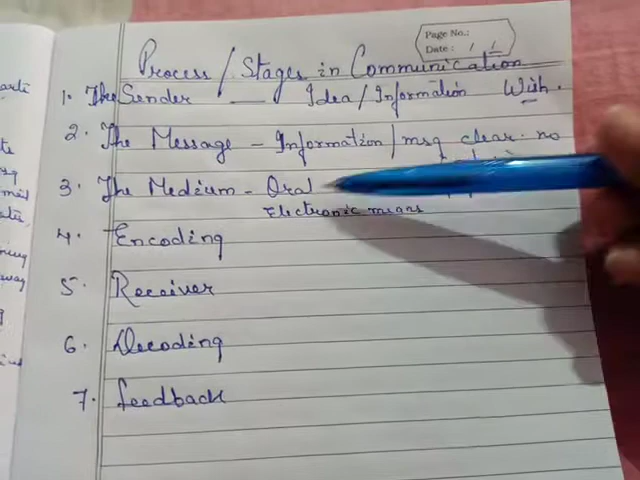 Page No.:
Date : / /
Process / Stages in Communication
1. The Sender — Idea / Information Wish.
2. The Message - Information / msg clear. no
3. The Medium - Oral
Electronic means
4. Encoding
5. Receiver
6. Decoding
7. feedback